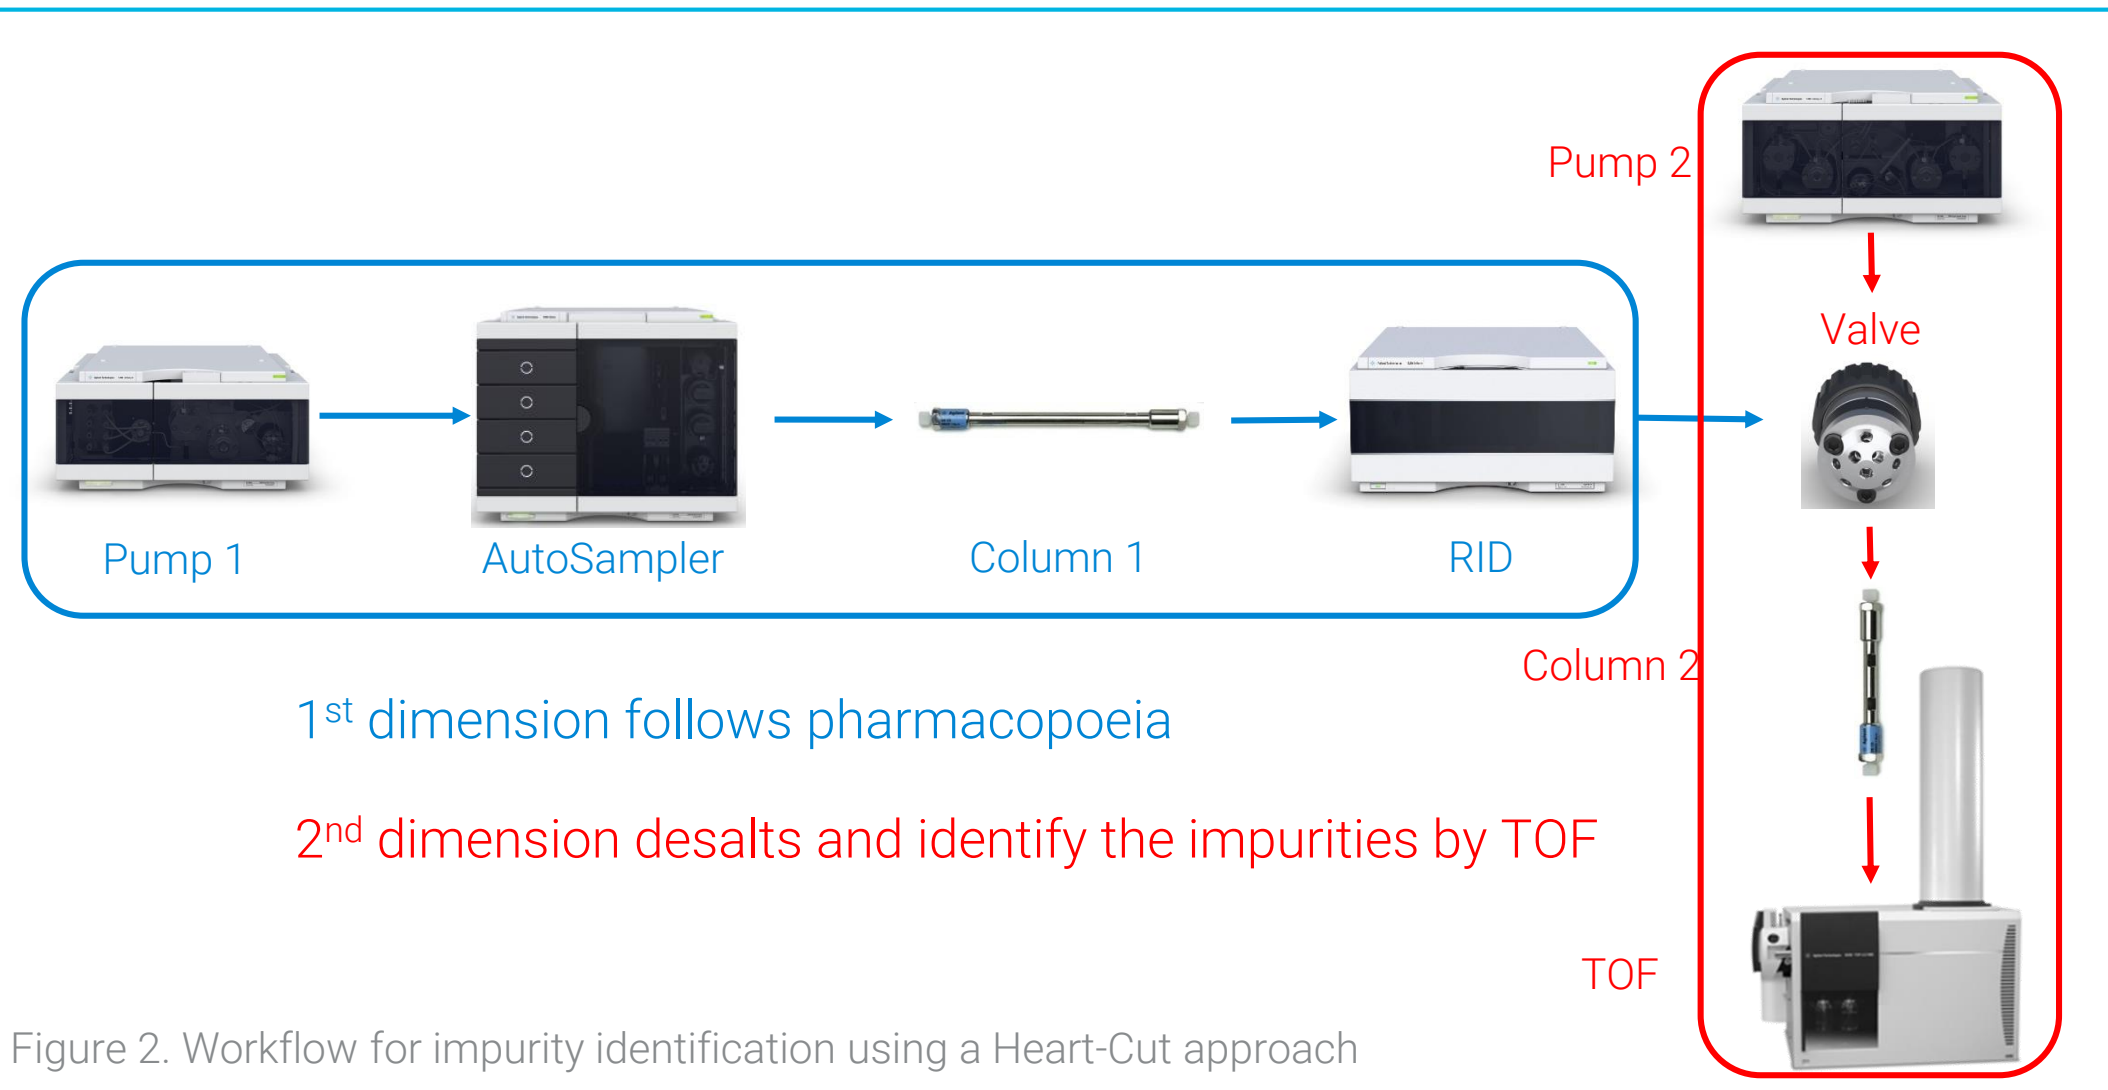 Pump 2
Valve
Pump 1
AutoSampler
Column 1
RID
Column 2
1st dimension follows pharmacopoeia
2nd dimension desalts and identify the impurities by TOF
TOF
Figure 2. Workflow for impurity identification using a Heart-Cut approach